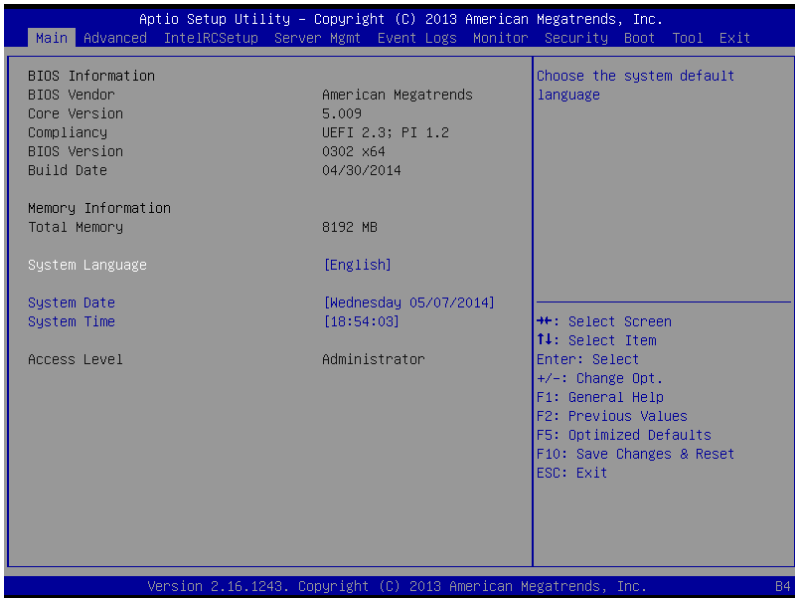 Aptio Setup Utility – Copyright (C) 2013 American Megatrends, Inc.
Main Advanced IntelRCSetup Server Mgmt Event Logs Monitor Security Boot Tool Exit
BIOS Information
BIOS Vendor American Megatrends
Core Version 5.009
Compliancy UEFI 2.3; PI 1.2
BIOS Version 0302 x64
Build Date 04/30/2014
Memory Information
Total Memory 8192 MB
System Language [English]
System Date [Wednesday 05/07/2014]
System Time [18:54:03]
Access Level Administrator
Choose the system default
language
→←: Select Screen
↑↓: Select Item
Enter: Select
+/-: Change Opt.
F1: General Help
F2: Previous Values
F5: Optimized Defaults
F10: Save Changes & Reset
ESC: Exit
Version 2.16.1243. Copyright (C) 2013 American Megatrends, Inc.
B4